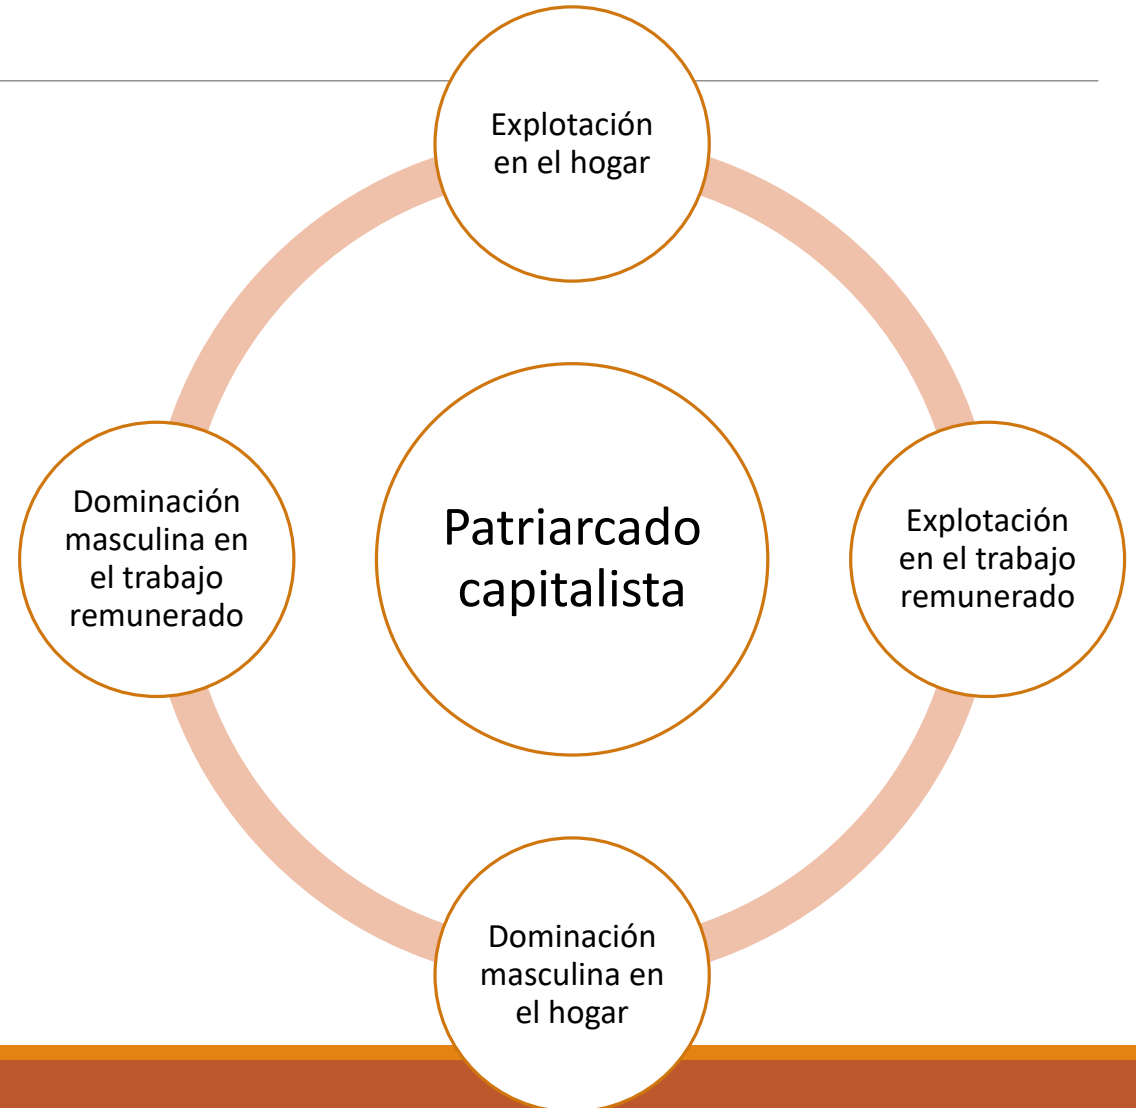 Explotación
en el hogar
Dominación
masculina en
el trabajo
remunerado
Patriarcado
capitalista
Explotación
en el trabajo
remunerado
Dominación
masculina en
el hogar